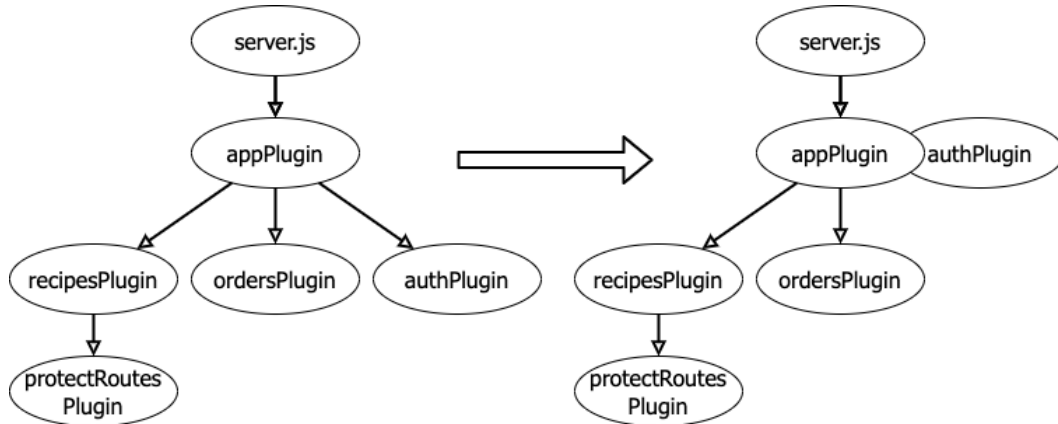 server.js
appPlugin
recipesPlugin
ordersPlugin
authPlugin
protectRoutes
Plugin
server.js
appPlugin
authPlugin
recipesPlugin
ordersPlugin
protectRoutes
Plugin